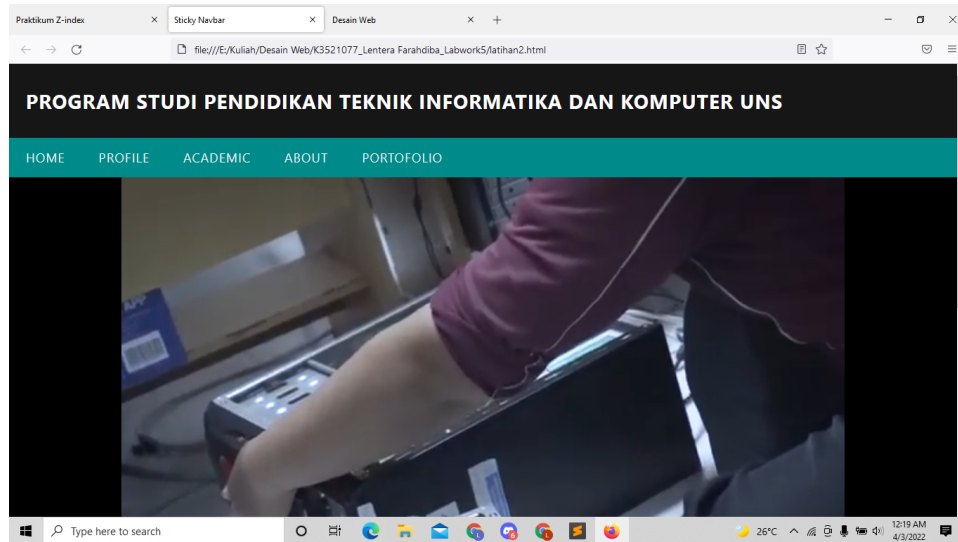 Praktikum Z-index × Sticky Navbar × Desain Web × +
file:///E:/Kuliah/Desain Web/K3521077_Lentera Farahdiba_Labwork5/latihan2.html
PROGRAM STUDI PENDIDIKAN TEKNIK INFORMATIKA DAN KOMPUTER UNS
HOME PROFILE ACADEMIC ABOUT PORTOFOLIO
Type here to search
26°C
12:19 AM
4/3/2022